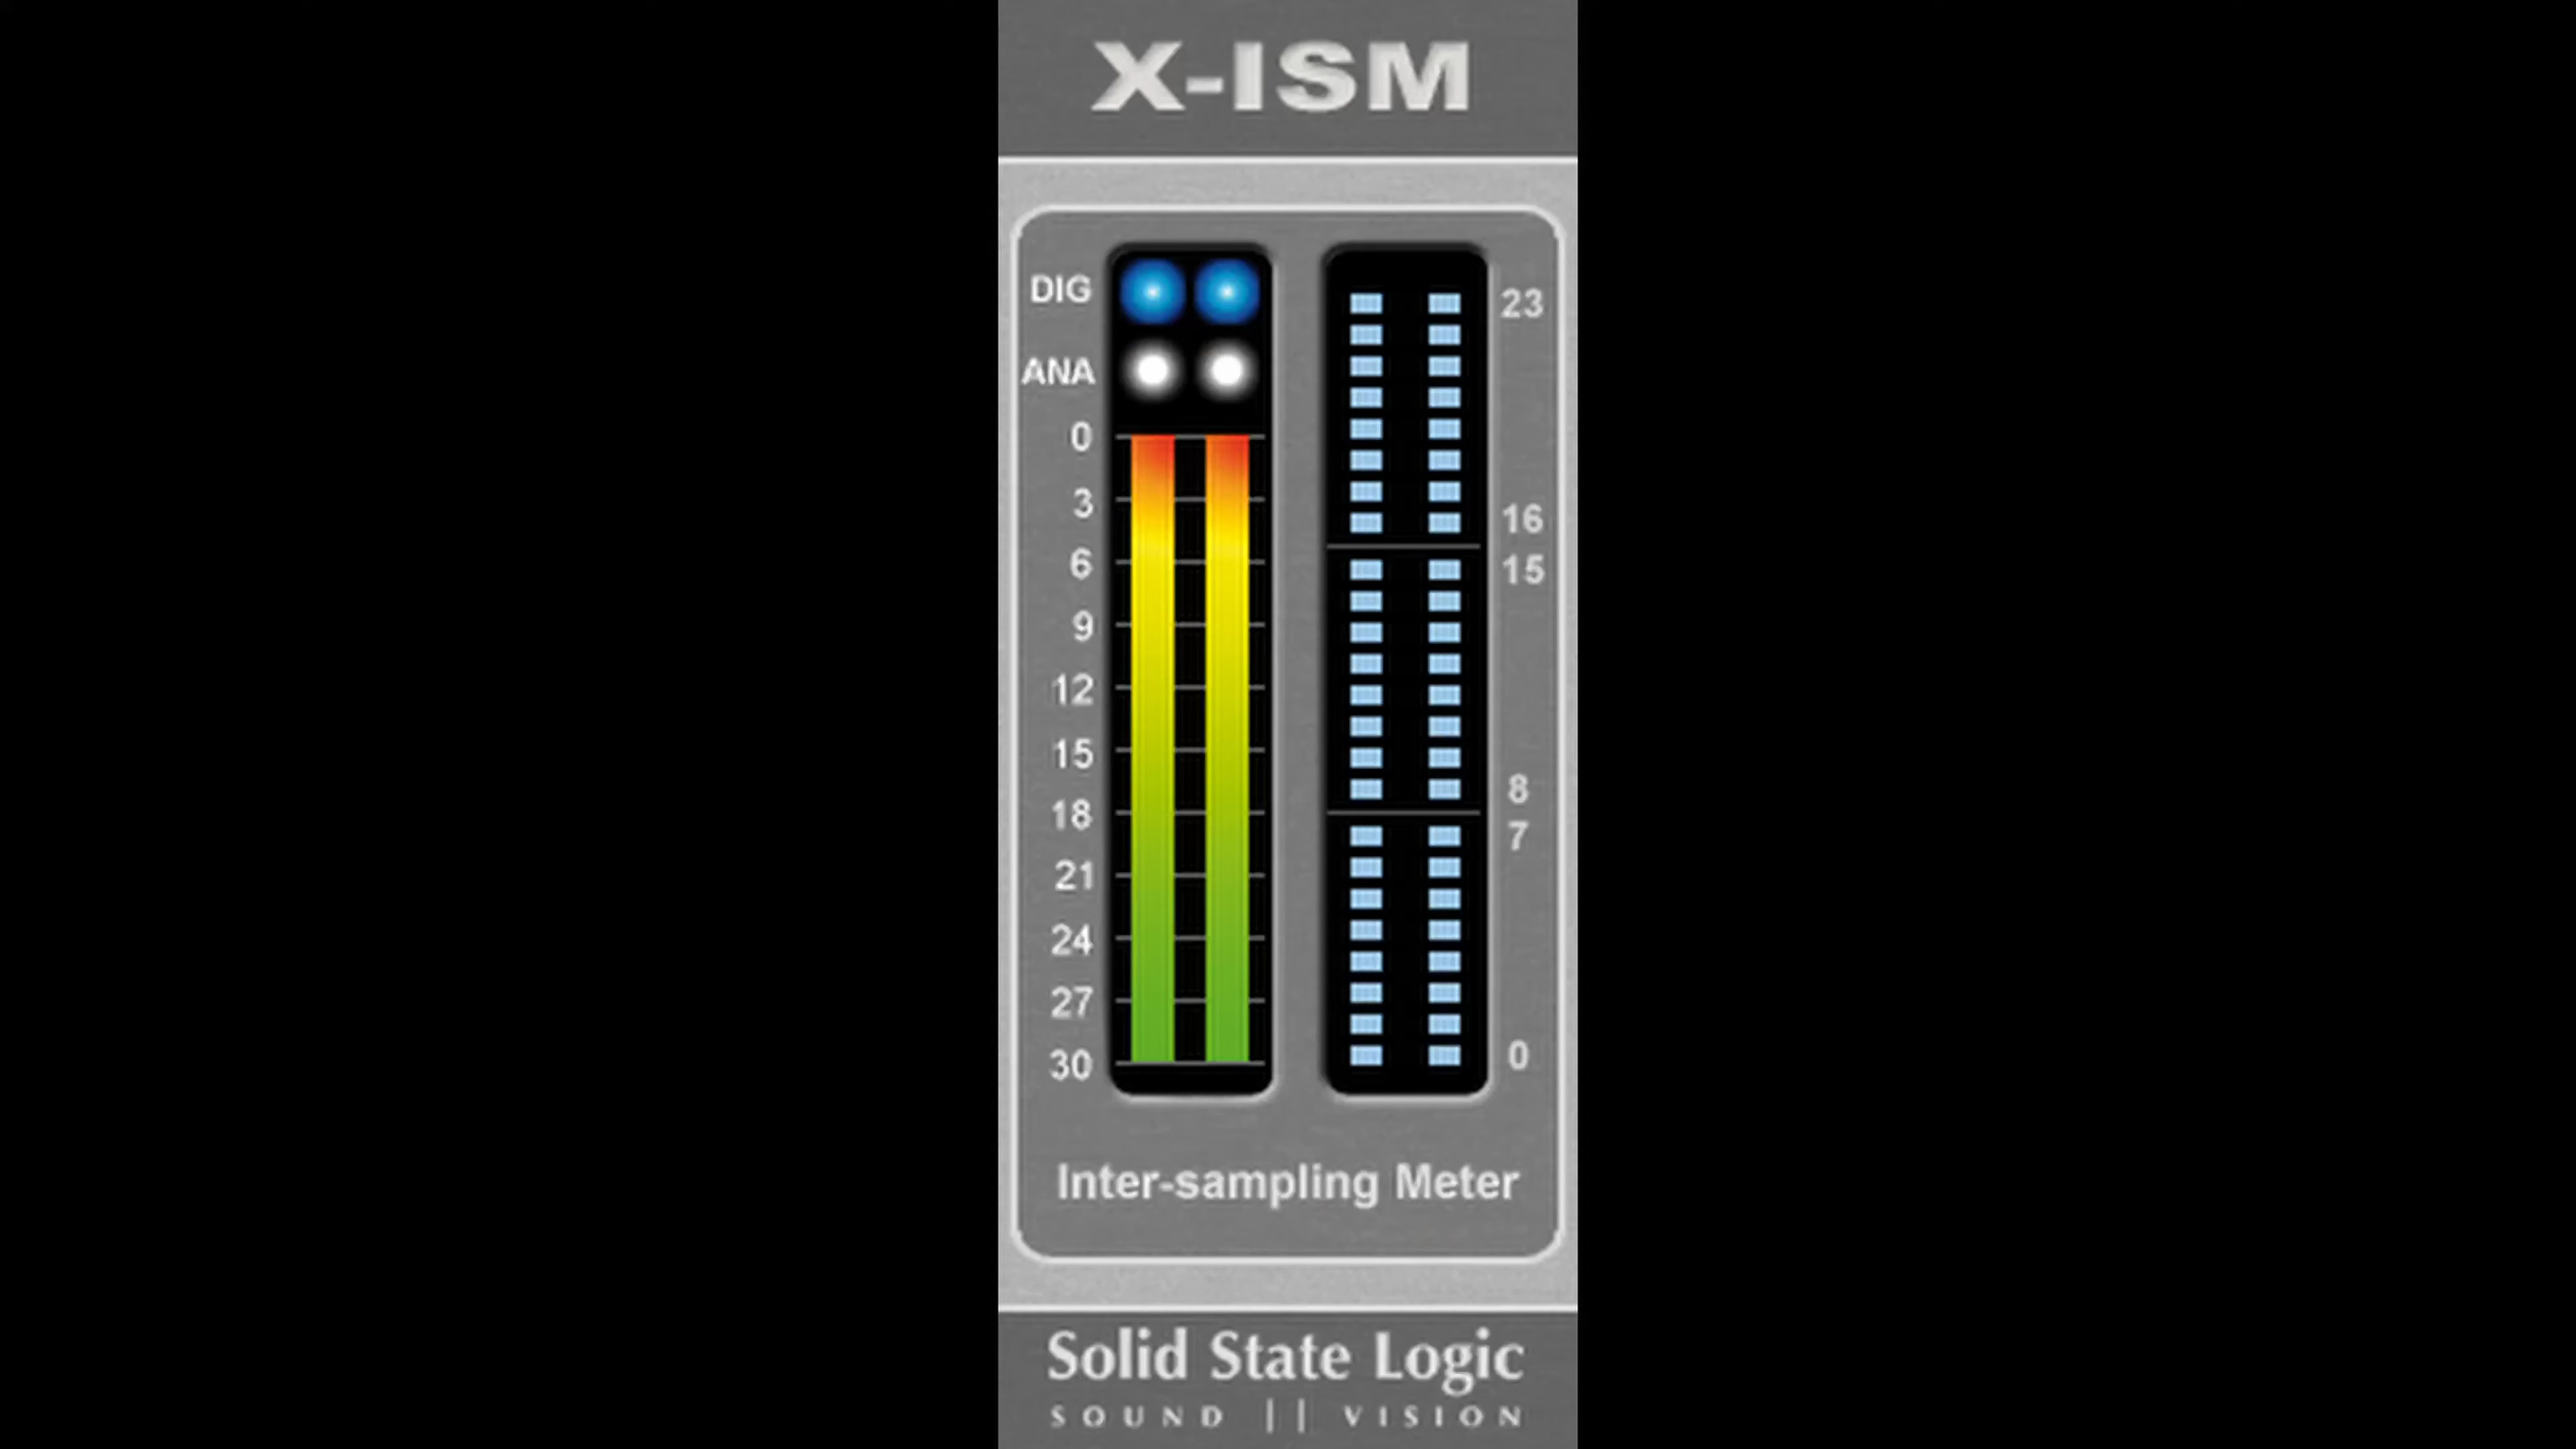 X-ISM
DIG
ANA
0
3
6
9
12
15
18
21
24
27
30
23
16
15
8
7
0
Inter-sampling Meter
Solid State Logic
SOUND || VISION